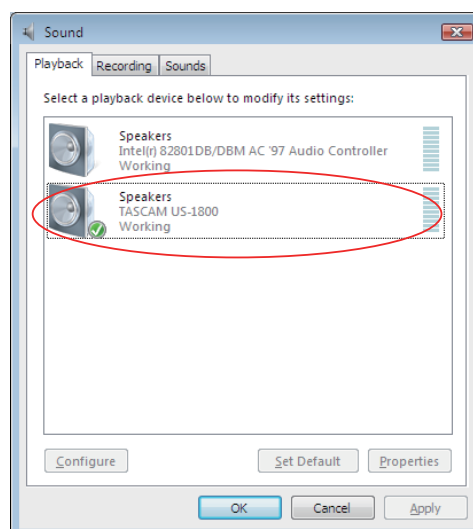 Sound
Playback Recording Sounds
Select a playback device below to modify its settings:
Speakers
Intel(r) 82801DB/DBM AC '97 Audio Controller
Working
Speakers
TASCAM US-1800
Working
Configure Set Default Properties
OK Cancel Apply